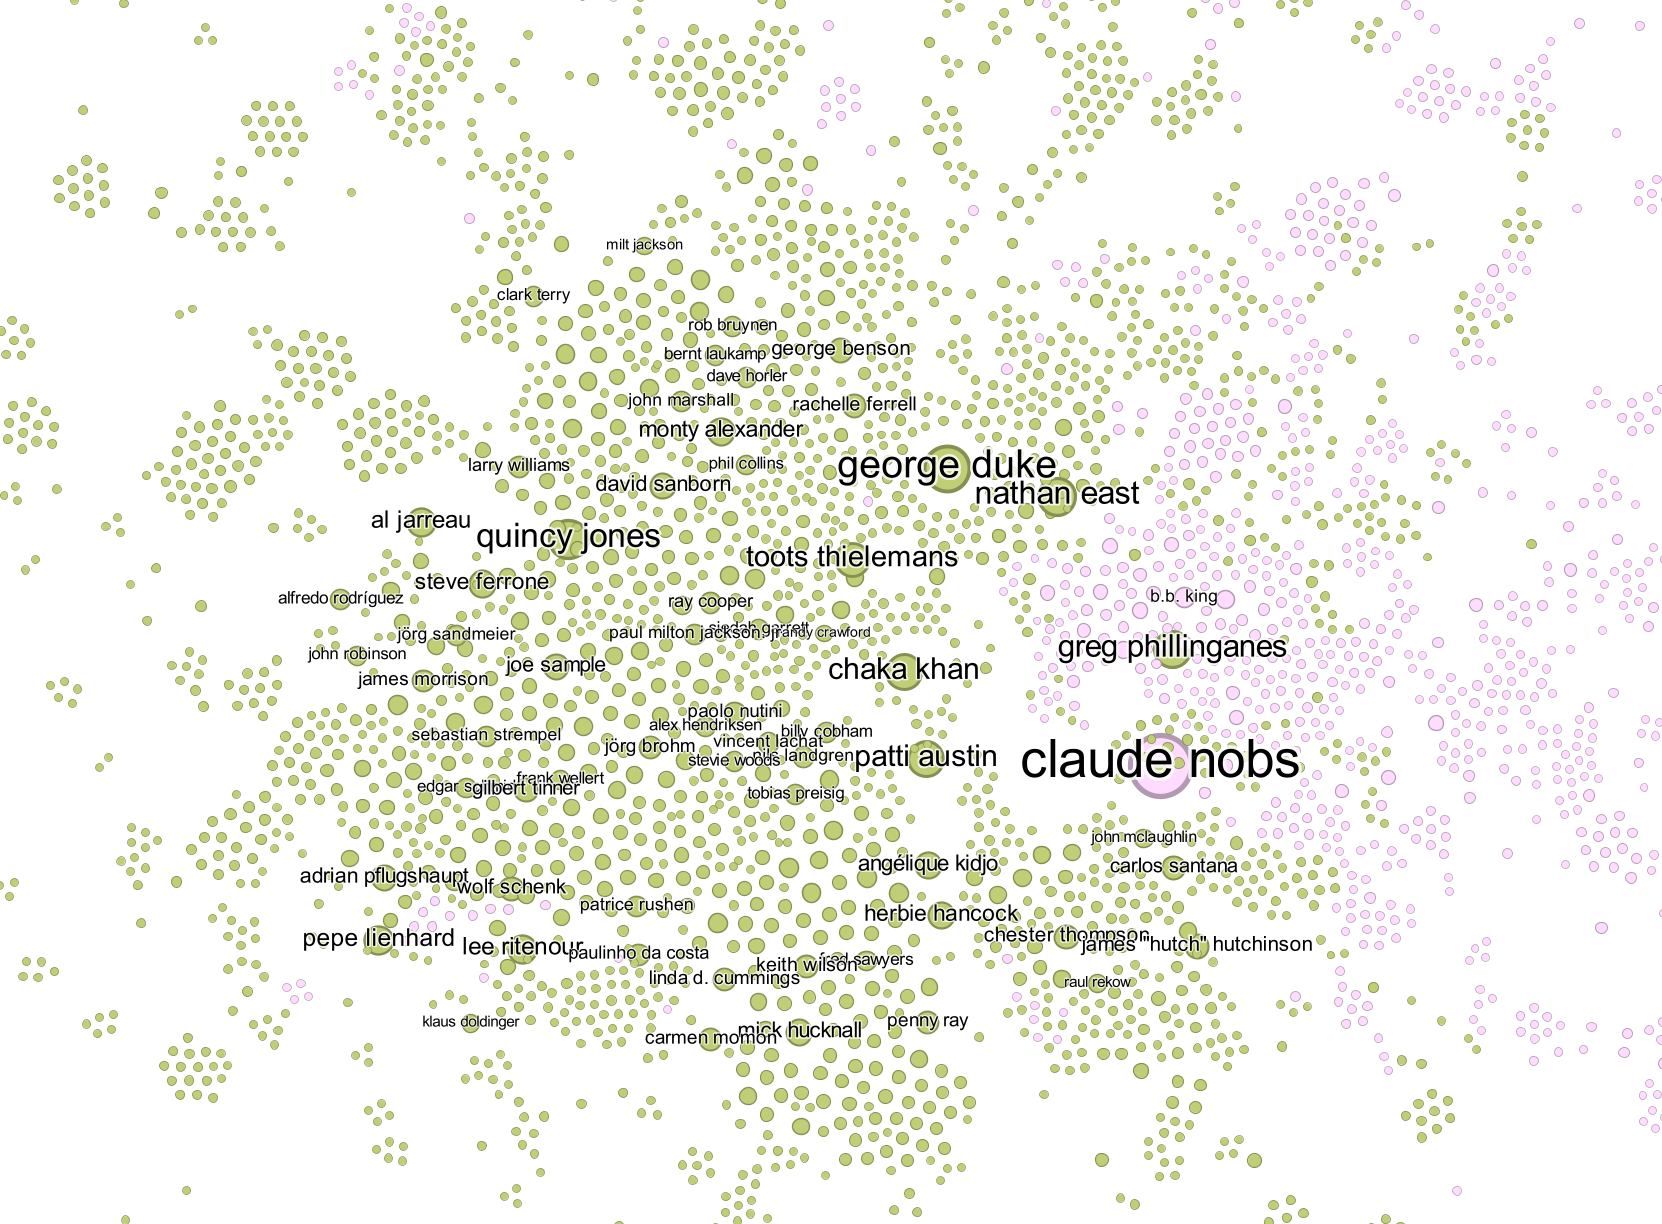 milt jackson
clark terry
rob bruynen
george benson
bernt laukamp
dave horler
john marshall
rachelle ferrell
monty alexander
phil collins
larry williams
george duke
david sanborn
nathan east
al jarreau
quincy jones
toots thielemans
steve ferrone
alfredo rodríguez
ray cooper
b.b. king
siedah garrett
jörg sandmeier
paul milton jackson, jr.
randy crawford
greg phillinganes
john robinson
joe sample
chaka khan
james morrison
paolo nutini
alex hendriksen
billy cobham
sebastian strempel
vincent lachat
jörg brohm
nils landgren
stevie woods
patti austin
claude nobs
frank wellert
edgar
gilbert tinner
tobias preisig
john mclaughlin
angélique kidjo
carlos santana
adrian pflugshaupt
wolf schenk
patrice rushen
herbie hancock
chester thompson
pepe lienhard
james "hutch" hutchinson
lee ritenour
paulinho da costa
fred sawyers
keith wilson
linda d. cummings
raul rekow
klaus doldinger
penny ray
mick hucknall
carmen momon